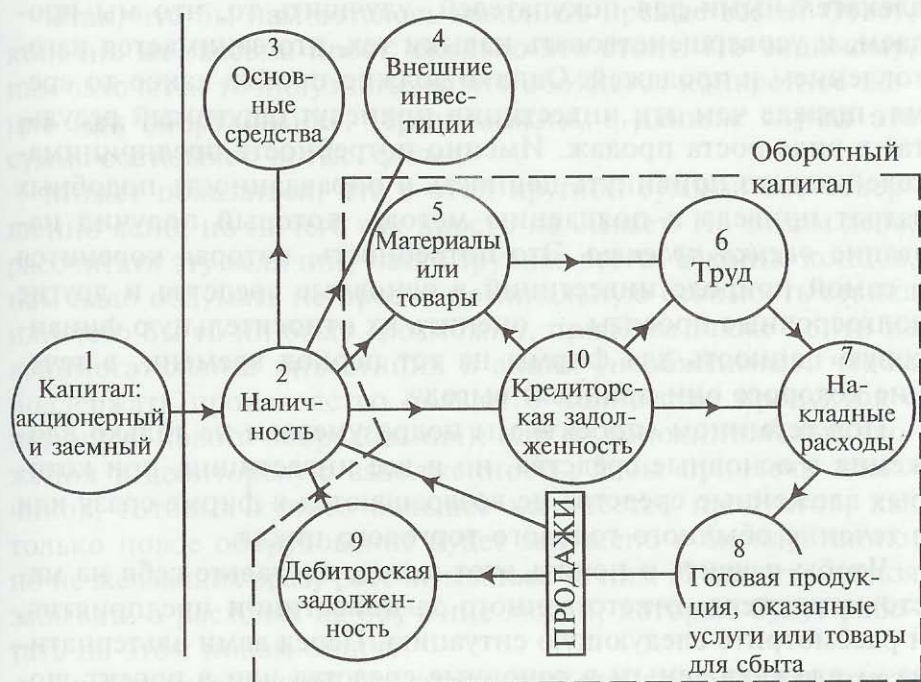 3
Основ-
ные
средства
4
Внешние
инвес-
тиции
Оборотный
капитал
5
Материалы
или
товары
6
Труд
1
Капитал:
акционерный
и заемный
2
Налич-
ность
10
Кредиторс-
кая задол-
женность
7
На-
кладные
расходы
9
Дебиторская
задолжен-
ность
ПРОДАЖИ
8
Готовая продук-
ция, оказанные
услуги или товары
для сбыта